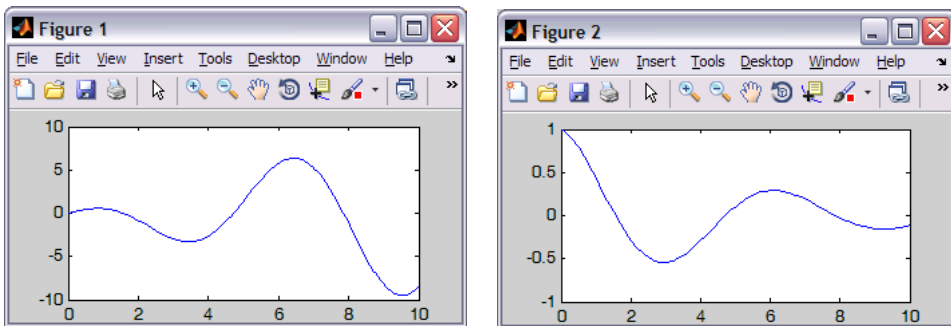 Figure 1
File Edit View Insert Tools Desktop Window Help
10
5
0
-5
-10
0 2 4 6 8 10
Figure 2
File Edit View Insert Tools Desktop Window Help
1
0.5
0
-0.5
-1
0 2 4 6 8 10